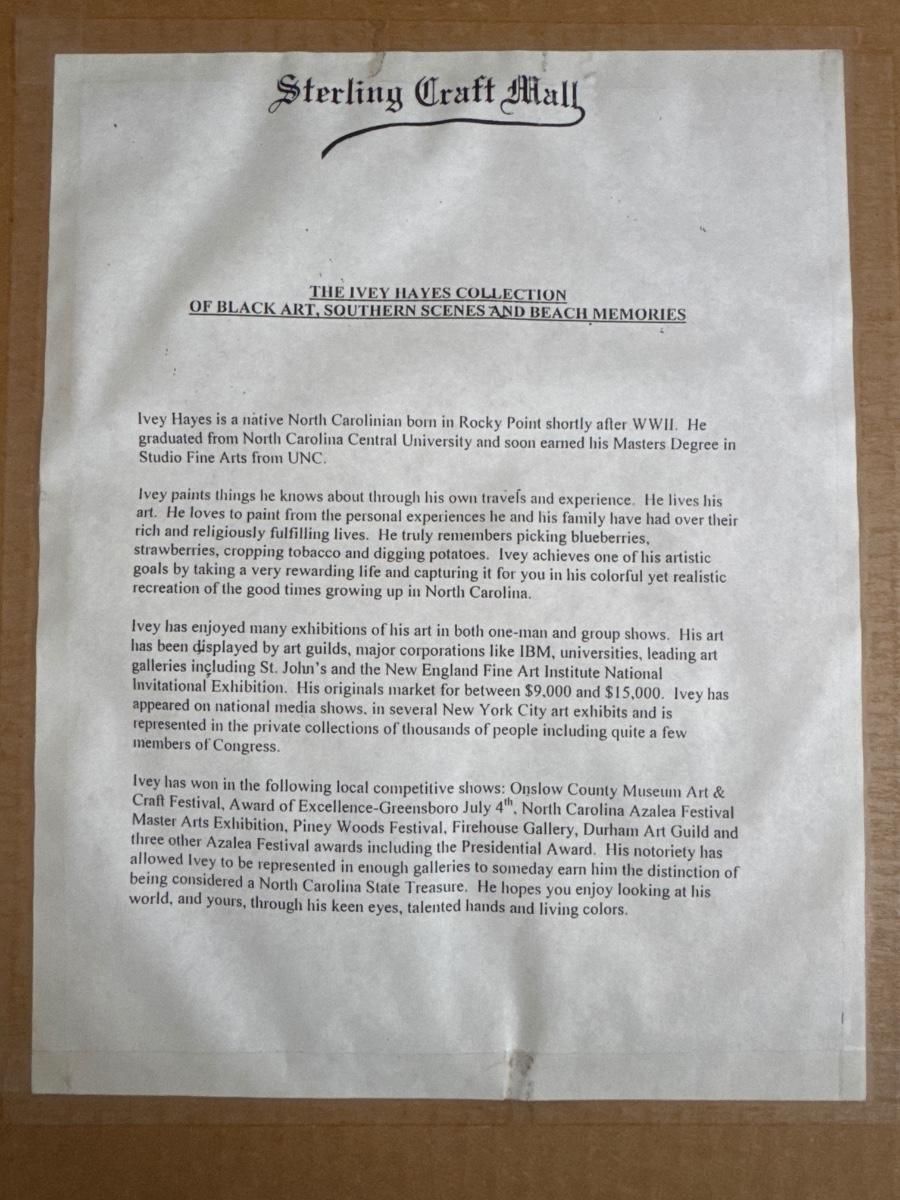 Sterling Craft Mall
THE IVEY HAYES COLLECTION
OF BLACK ART, SOUTHERN SCENES AND BEACH MEMORIES
Ivey Hayes is a native North Carolinian born in Rocky Point shortly after WWII. He
graduated from North Carolina Central University and soon earned his Masters Degree in
Studio Fine Arts from UNC.
Ivey paints things he knows about through his own travels and experience. He lives his
art. He loves to paint from the personal experiences he and his family have had over their
rich and religiously fulfilling lives. He truly remembers picking blueberries,
strawberries, cropping tobacco and digging potatoes. Ivey achieves one of his artistic
goals by taking a very rewarding life and capturing it for you in his colorful yet realistic
recreation of the good times growing up in North Carolina.
Ivey has enjoyed many exhibitions of his art in both one-man and group shows. His art
has been displayed by art guilds, major corporations like IBM, universities, leading art
galleries including St. John's and the New England Fine Art Institute National
Invitational Exhibition. His originals market for between $9,000 and $15,000. Ivey has
appeared on national media shows, in several New York City art exhibits and is
represented in the private collections of thousands of people including quite a few
members of Congress.
Ivey has won in the following local competitive shows: Onslow County Museum Art &
Craft Festival, Award of Excellence-Greensboro July 4th, North Carolina Azalea Festival
Master Arts Exhibition, Piney Woods Festival, Firehouse Gallery, Durham Art Guild and
three other Azalea Festival awards including the Presidential Award. His notoriety has
allowed Ivey to be represented in enough galleries to someday earn him the distinction of
being considered a North Carolina State Treasure. He hopes you enjoy looking at his
world, and yours, through his keen eyes, talented hands and living colors.